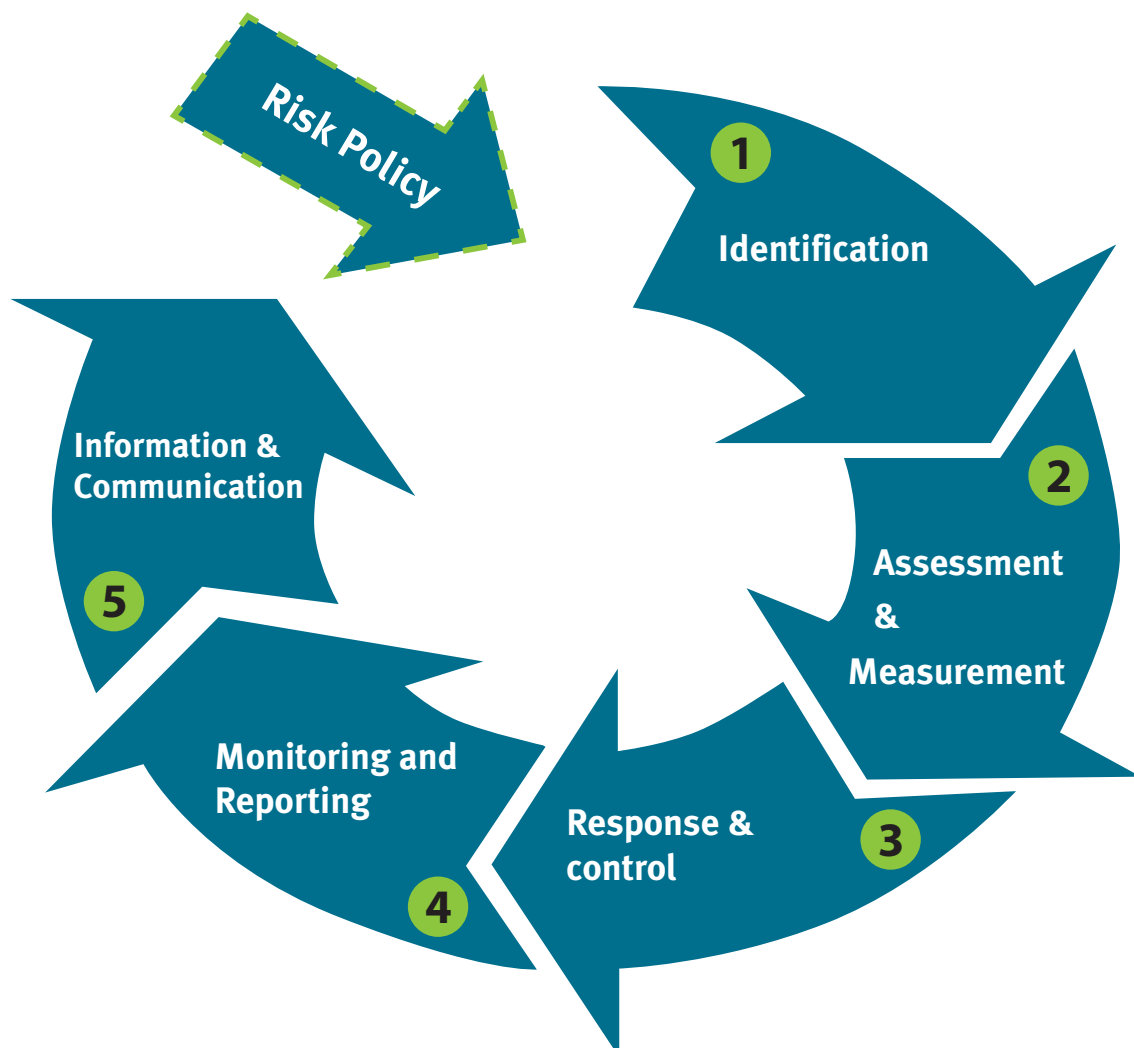 Risk Policy
1
Identification
2
Assessment
&
Measurement
3
Response &
control
4
Monitoring and
Reporting
5
Information &
Communication